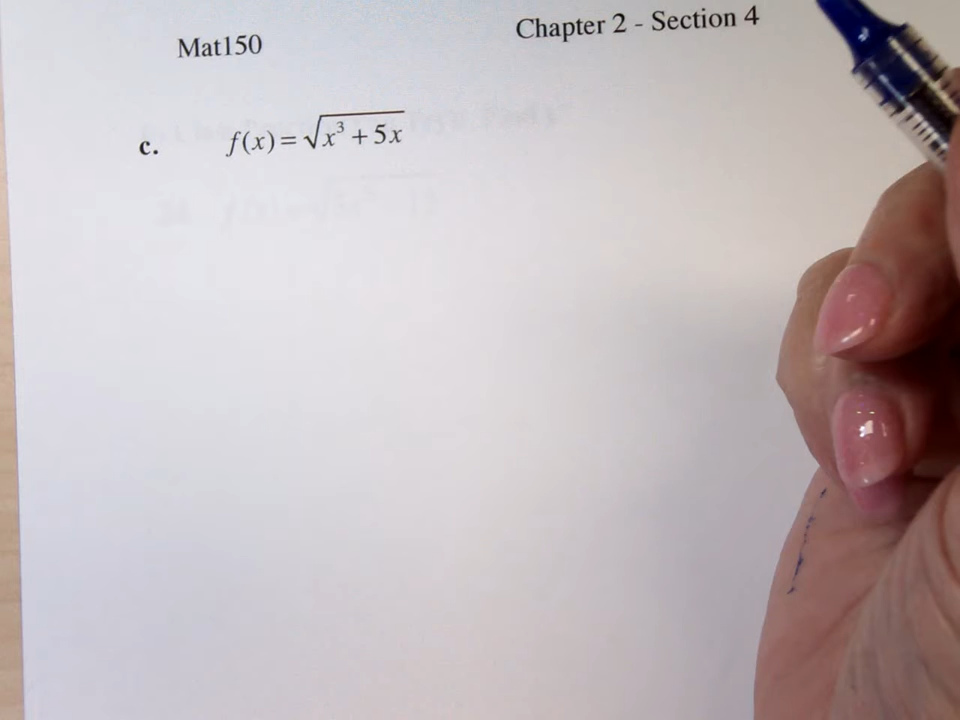 Mat150 Chapter 2 - Section 4
c. f(x) = √x³ + 5x